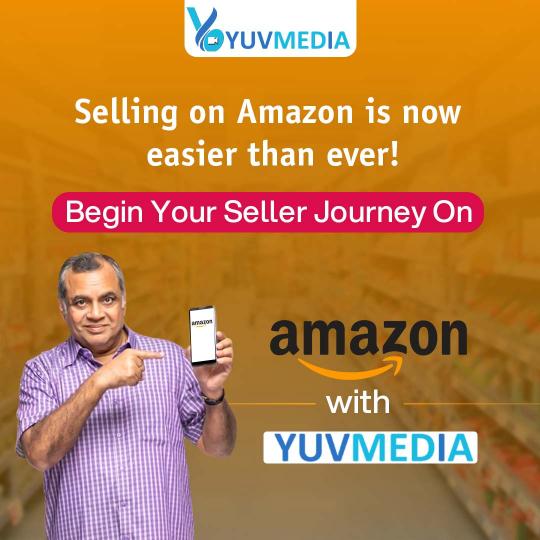 YUVMEDIA
Selling on Amazon is now
easier than ever!
Begin Your Seller Journey On
amazon
amazon
with
YUVMEDIA